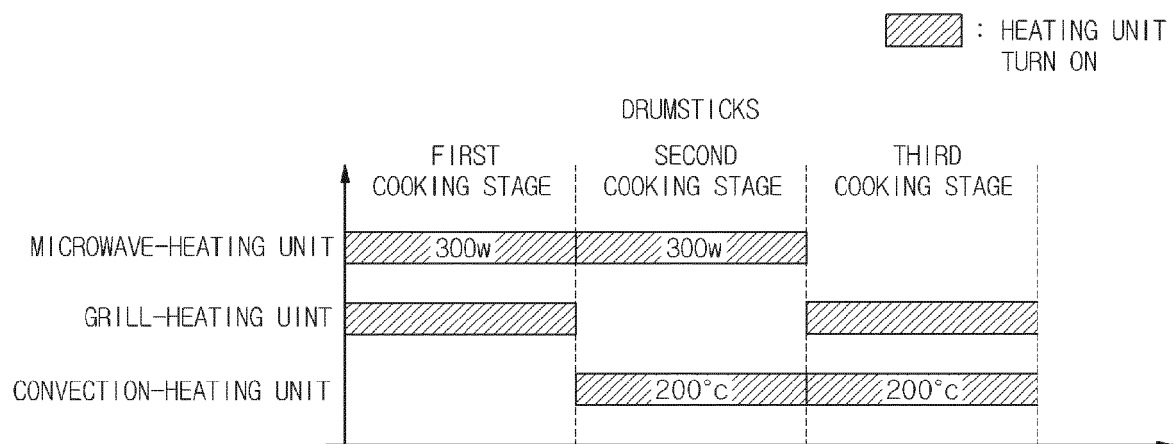 : HEATING UNIT
TURN ON
DRUMSTICKS
FIRST
COOKING STAGE
SECOND
COOKING STAGE
THIRD
COOKING STAGE
MICROWAVE-HEATING UNIT
300w
300w
GRILL-HEATING UINT
CONVECTION-HEATING UNIT
200°c
200°c